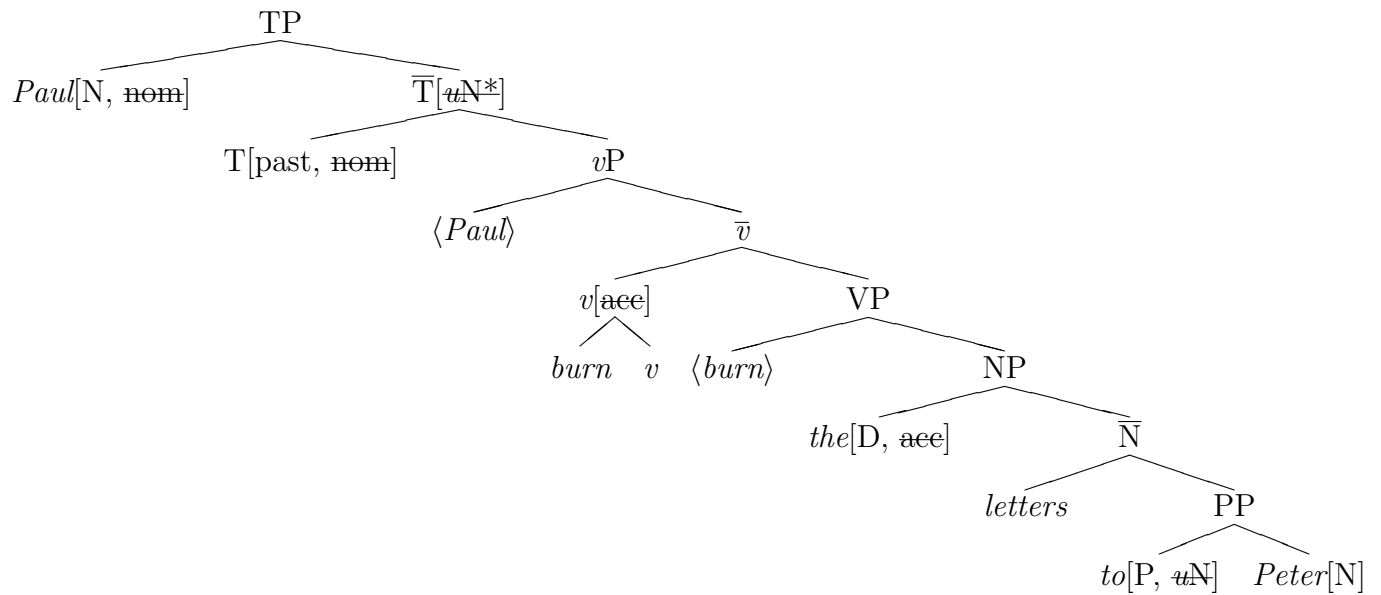 TP
Paul[N, nom] T̅[uN*]
T[past, nom] vP
⟨Paul⟩ v̅
v[acc] VP
burn v ⟨burn⟩ NP
the[D, acc] N̅
letters PP
to[P, uN] Peter[N]